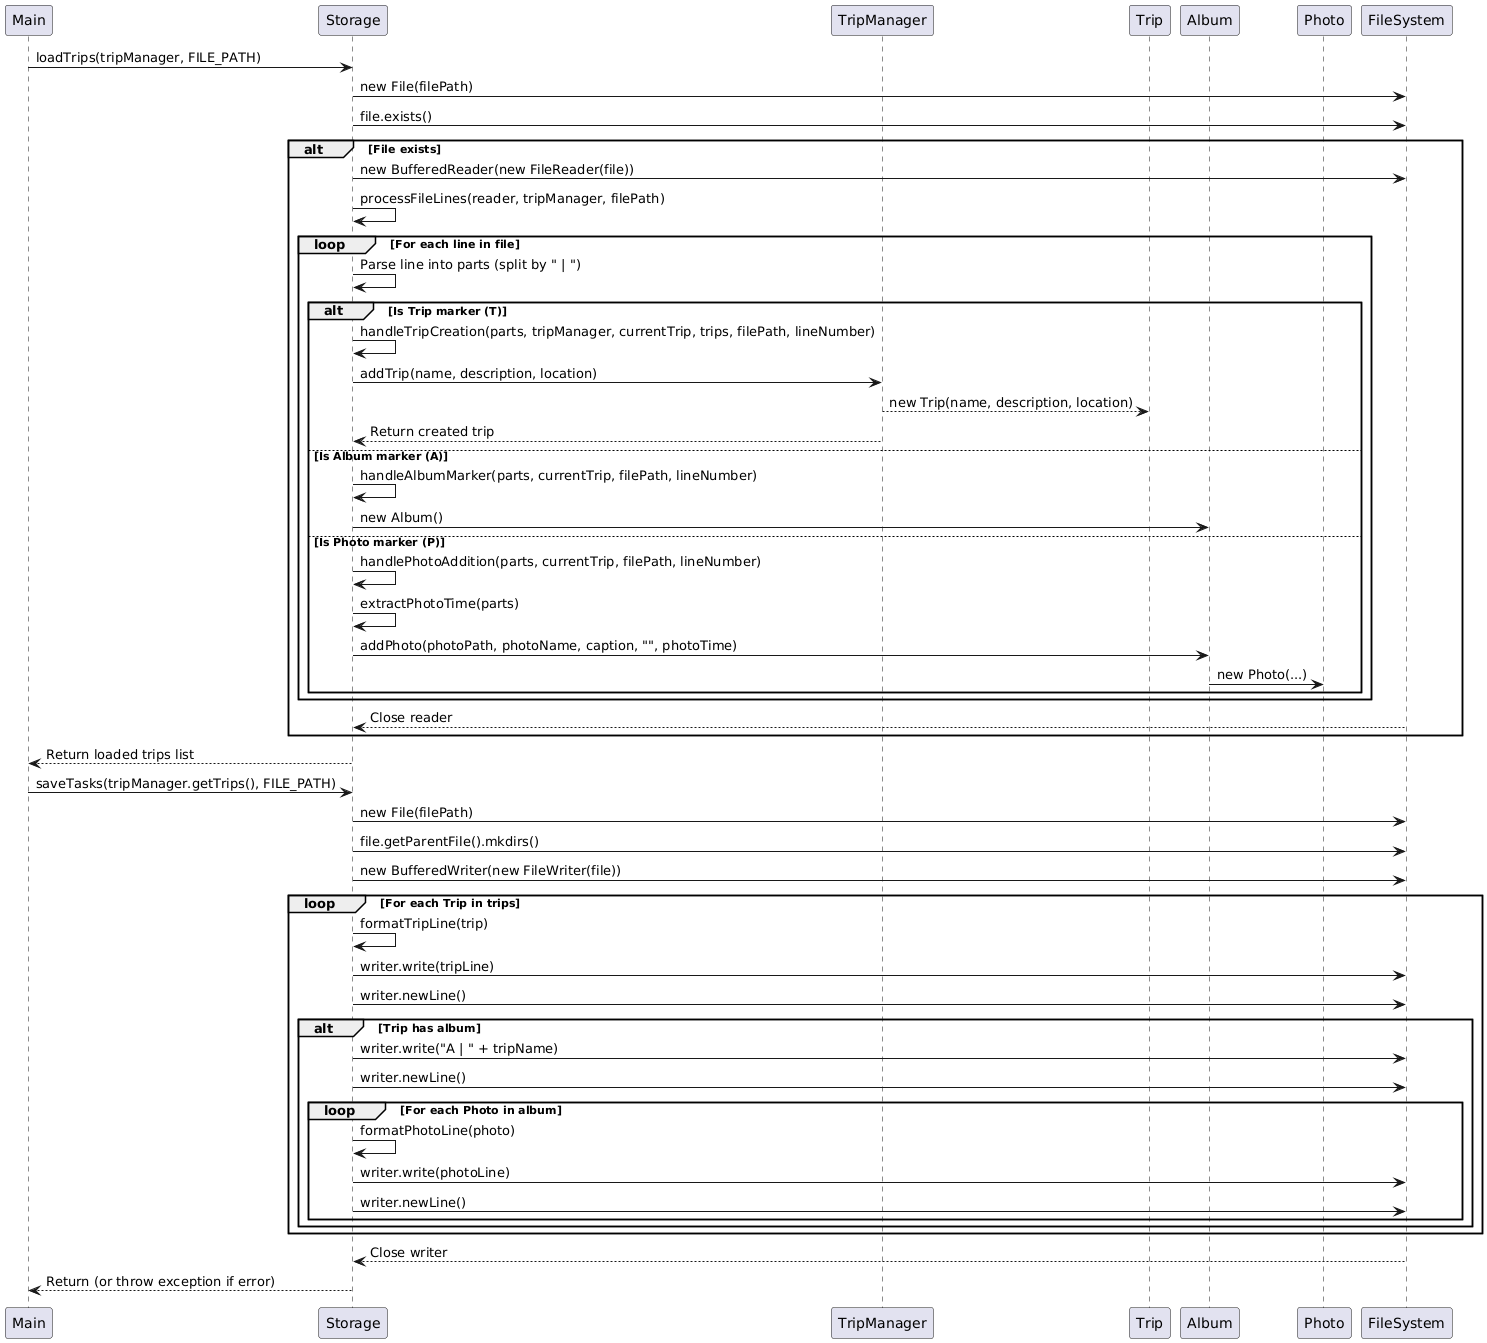 Main
Storage
TripManager
Trip
Album
Photo
FileSystem
loadTrips(tripManager, FILE_PATH)
new File(filePath)
file.exists()
alt [File exists]
new BufferedReader(new FileReader(file))
processFileLines(reader, tripManager, filePath)
loop [For each line in file]
Parse line into parts (split by " | ")
alt [Is Trip marker (T)]
handleTripCreation(parts, tripManager, currentTrip, trips, filePath, lineNumber)
addTrip(name, description, location)
new Trip(name, description, location)
Return created trip
[Is Album marker (A)]
handleAlbumMarker(parts, currentTrip, filePath, lineNumber)
new Album()
[Is Photo marker (P)]
handlePhotoAddition(parts, currentTrip, filePath, lineNumber)
extractPhotoTime(parts)
addPhoto(photoPath, photoName, caption, "", photoTime)
new Photo(...)
Close reader
Return loaded trips list
saveTasks(tripManager.getTrips(), FILE_PATH)
new File(filePath)
file.getParentFile().mkdirs()
new BufferedWriter(new FileWriter(file))
loop [For each Trip in trips]
formatTripLine(trip)
writer.write(tripLine)
writer.newLine()
alt [Trip has album]
writer.write("A | " + tripName)
writer.newLine()
loop [For each Photo in album]
formatPhotoLine(photo)
writer.write(photoLine)
writer.newLine()
Close writer
Return (or throw exception if error)
Main
Storage
TripManager
Trip
Album
Photo
FileSystem